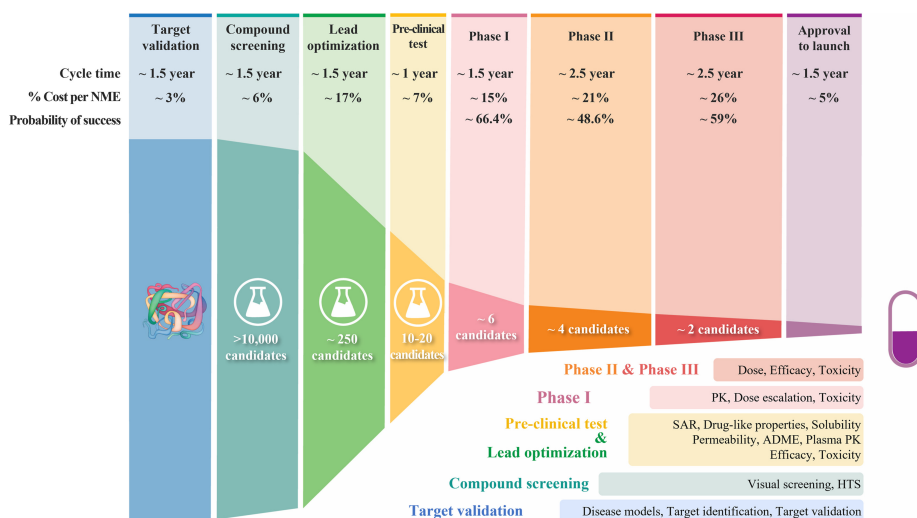 Target validation
Compound screening
Lead optimization
Pre-clinical test
Phase I
Phase II
Phase III
Approval to launch
Cycle time ~ 1.5 year ~ 1.5 year ~ 1.5 year ~ 1 year ~ 1.5 year ~ 2.5 year ~ 2.5 year ~ 1.5 year
% Cost per NME ~ 3% ~ 6% ~ 17% ~ 7% ~ 15% ~ 21% ~ 26% ~ 5%
Probability of success ~ 66.4% ~ 48.6% ~ 59%
>10,000
candidates
~ 250
candidates
10-20
candidates
~ 6
candidates
~ 4 candidates
~ 2 candidates
Phase II & Phase III Dose, Efficacy, Toxicity
Phase I PK, Dose escalation, Toxicity
Pre-clinical test
&
Lead optimization
SAR, Drug-like properties, Solubility
Permeability, ADME, Plasma PK
Efficacy, Toxicity
Compound screening Visual screening, HTS
Target validation Disease models, Target identification, Target validation